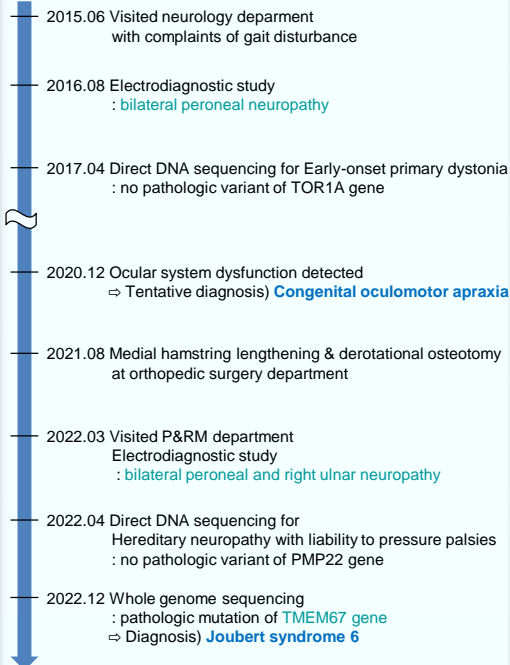 2015.06 Visited neurology deparment
with complaints of gait disturbance
2016.08 Electrodiagnostic study
: bilateral peroneal neuropathy
2017.04 Direct DNA sequencing for Early-onset primary dystonia
: no pathologic variant of TOR1A gene
2020.12 Ocular system dysfunction detected
⇨ Tentative diagnosis) Congenital oculomotor apraxia
2021.08 Medial hamstring lengthening & derotational osteotomy
at orthopedic surgery department
2022.03 Visited P&RM department
Electrodiagnostic study
: bilateral peroneal and right ulnar neuropathy
2022.04 Direct DNA sequencing for
Hereditary neuropathy with liability to pressure palsies
: no pathologic variant of PMP22 gene
2022.12 Whole genome sequencing
: pathologic mutation of TMEM67 gene
⇨ Diagnosis) Joubert syndrome 6